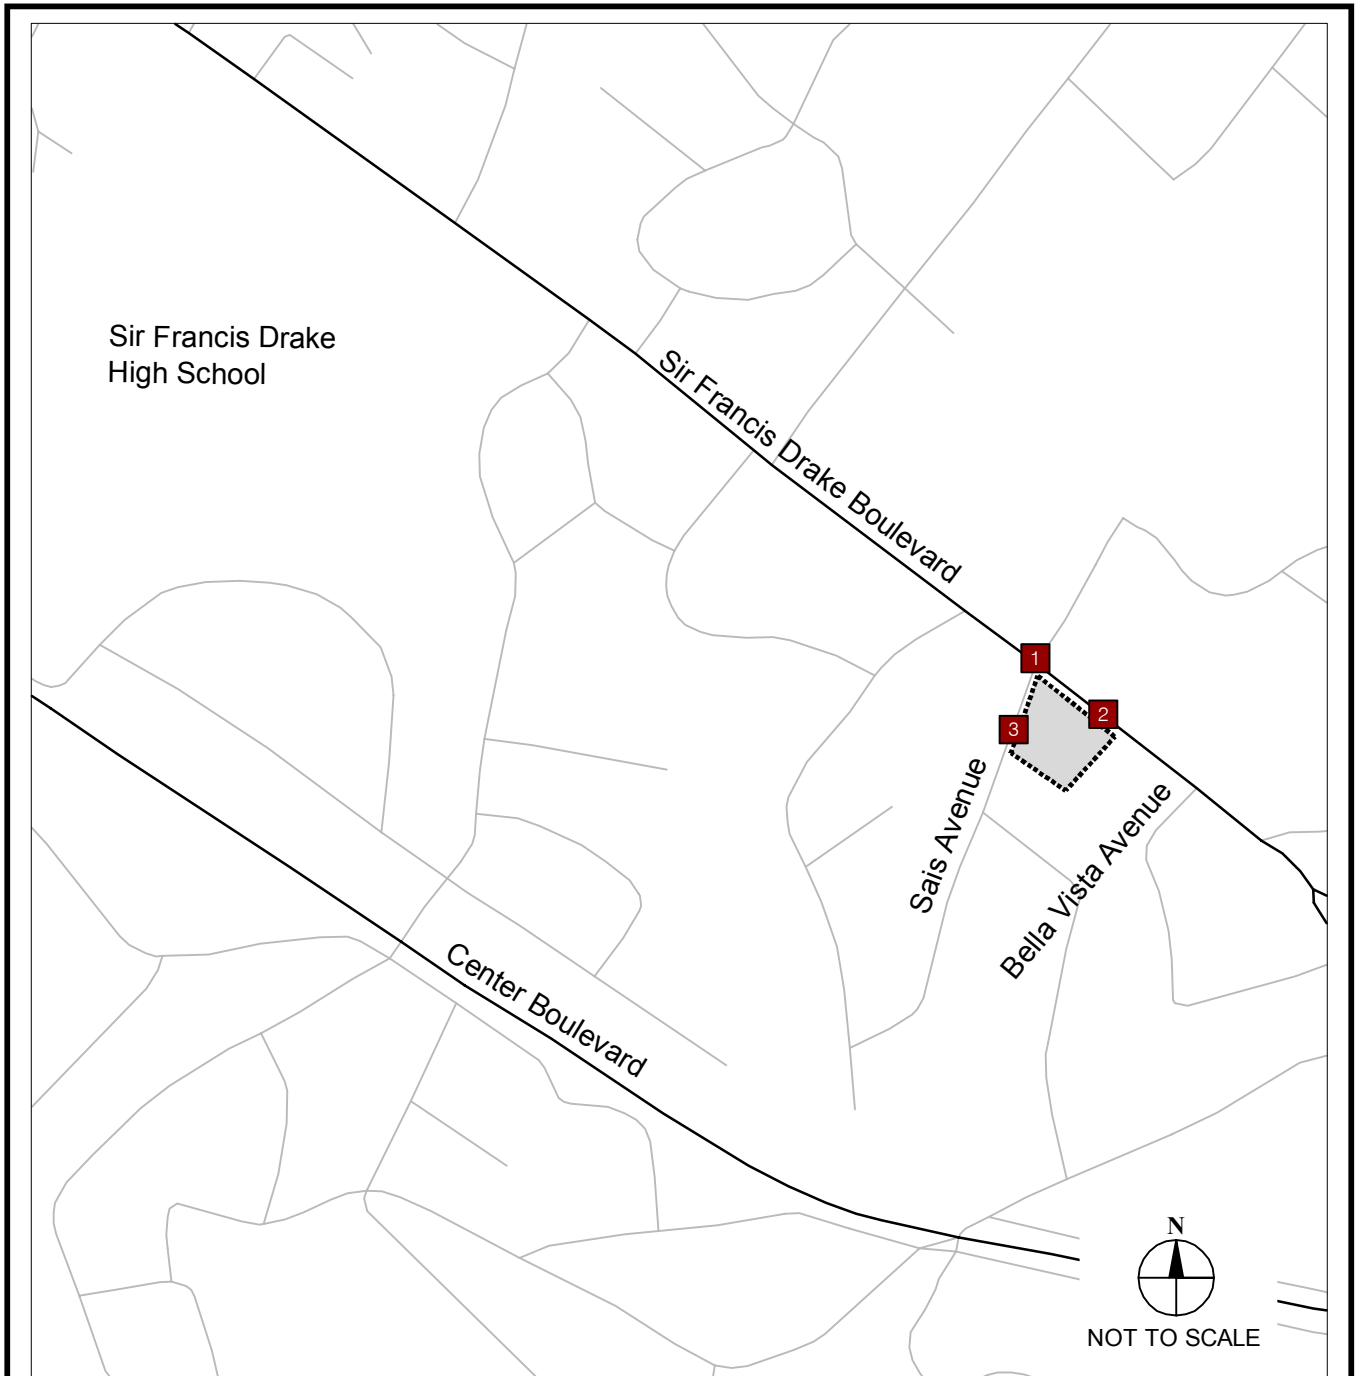 Sir Francis Drake
High School
Sir Francis Drake Boulevard
1
2
3
Sais Avenue
Bella Vista Avenue
Center Boulevard
N
NOT TO SCALE